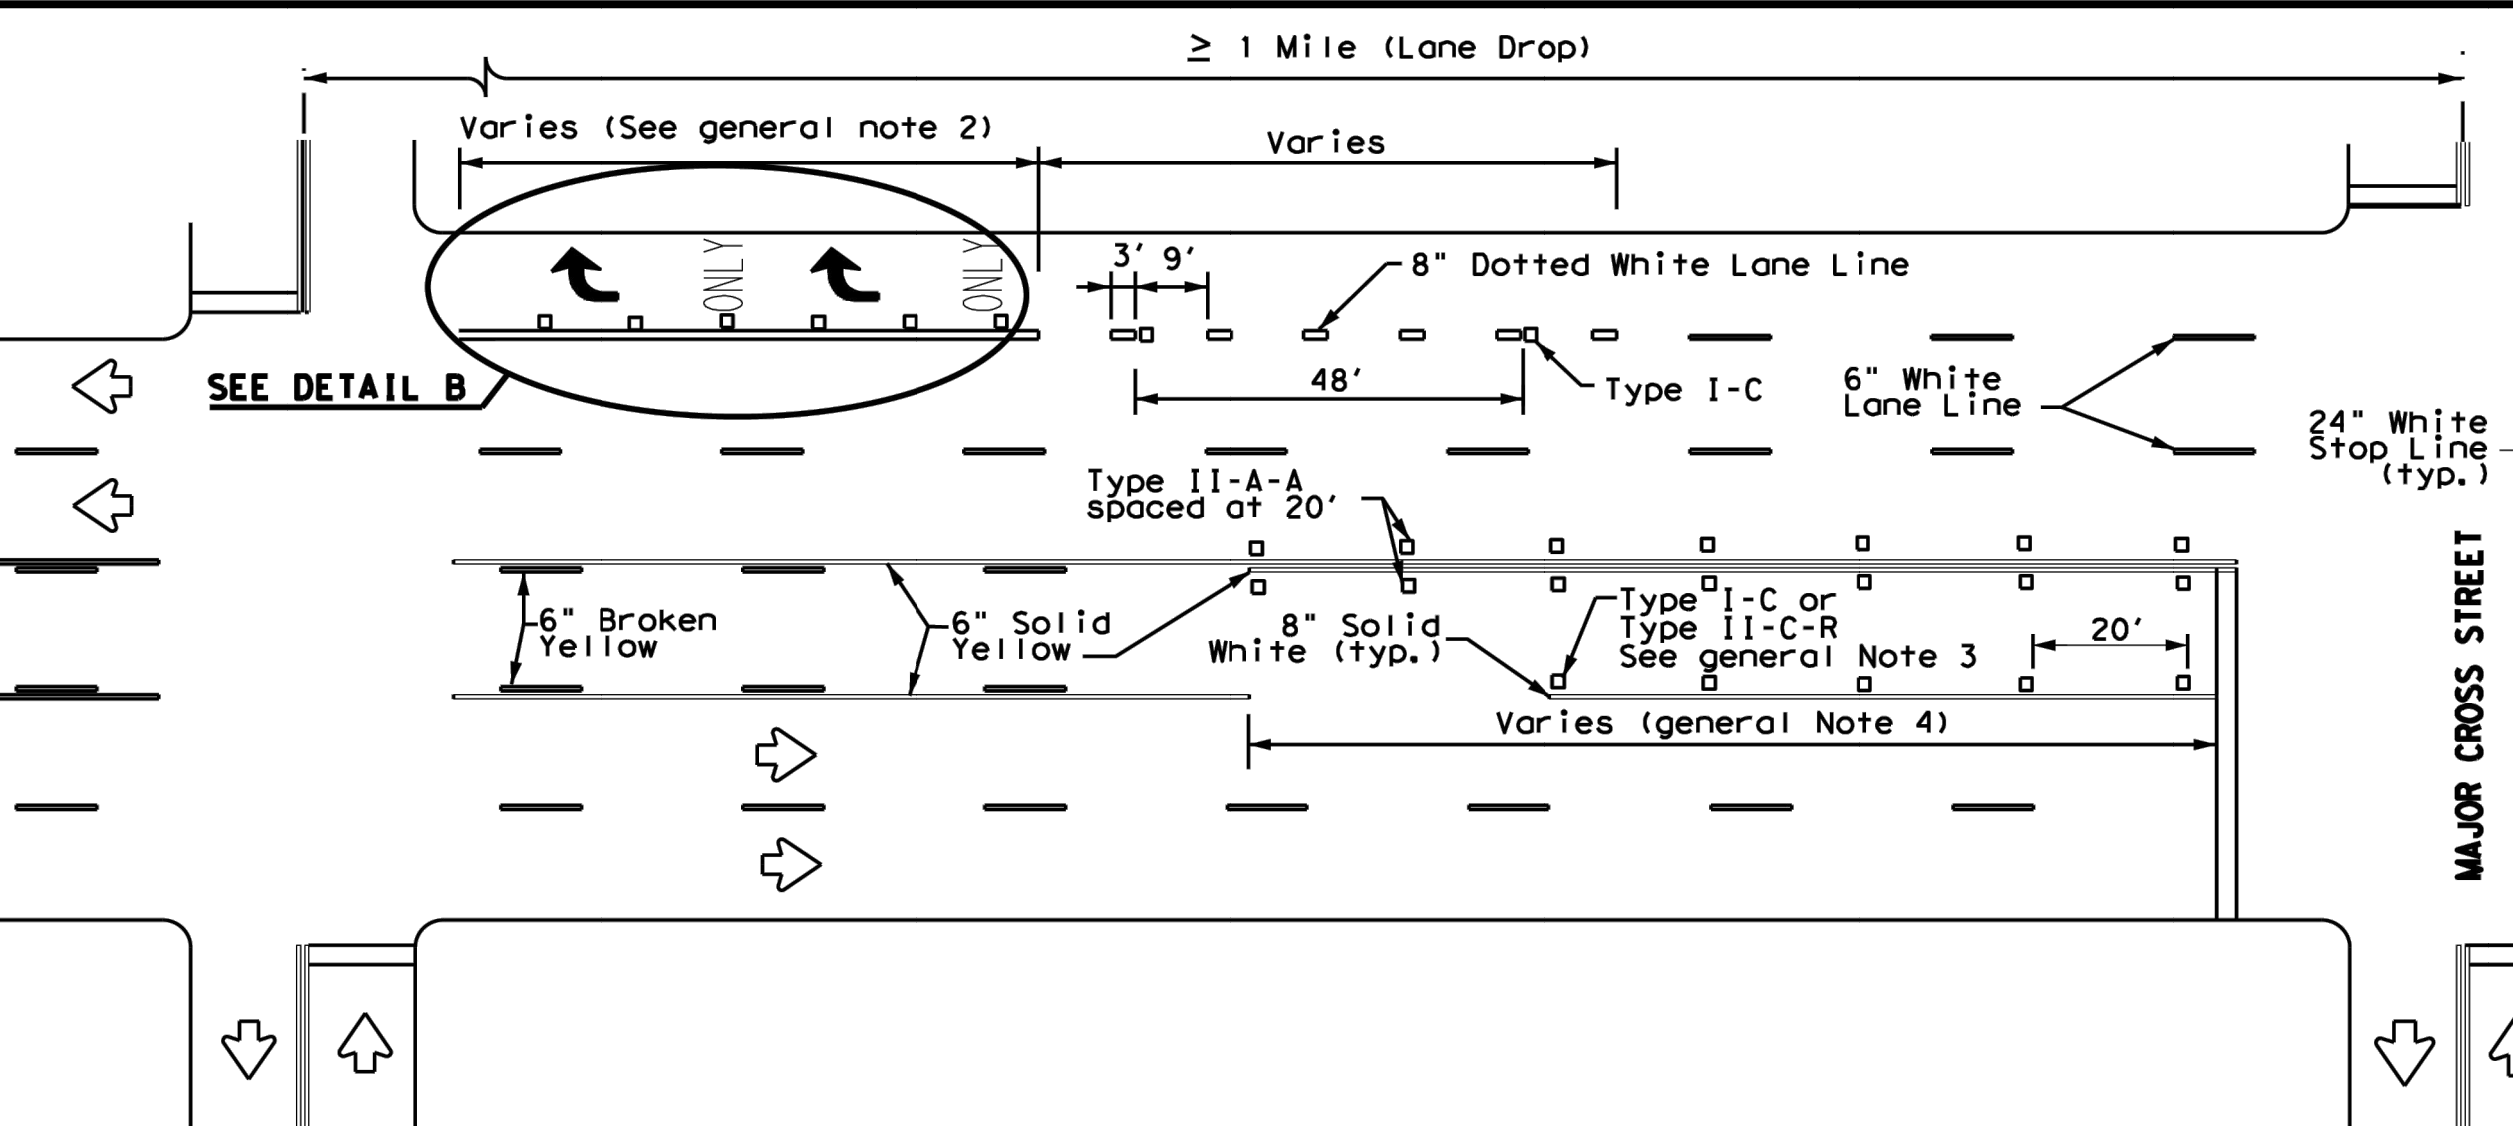 ≥ 1 Mile (Lane Drop)
Varies (See general note 2)
Varies
ONLY
ONLY
3' 9'
8" Dotted White Lane Line
SEE DETAIL B
48'
Type I-C
6" White
Lane Line
24" White
Stop Line
(typ.)
Type II-A-A
spaced at 20'
6" Broken
Yellow
6" Solid
Yellow
8" Solid
White (typ.)
Type I-C or
Type II-C-R
See general Note 3
20'
Varies (general Note 4)
MAJOR CROSS STREET